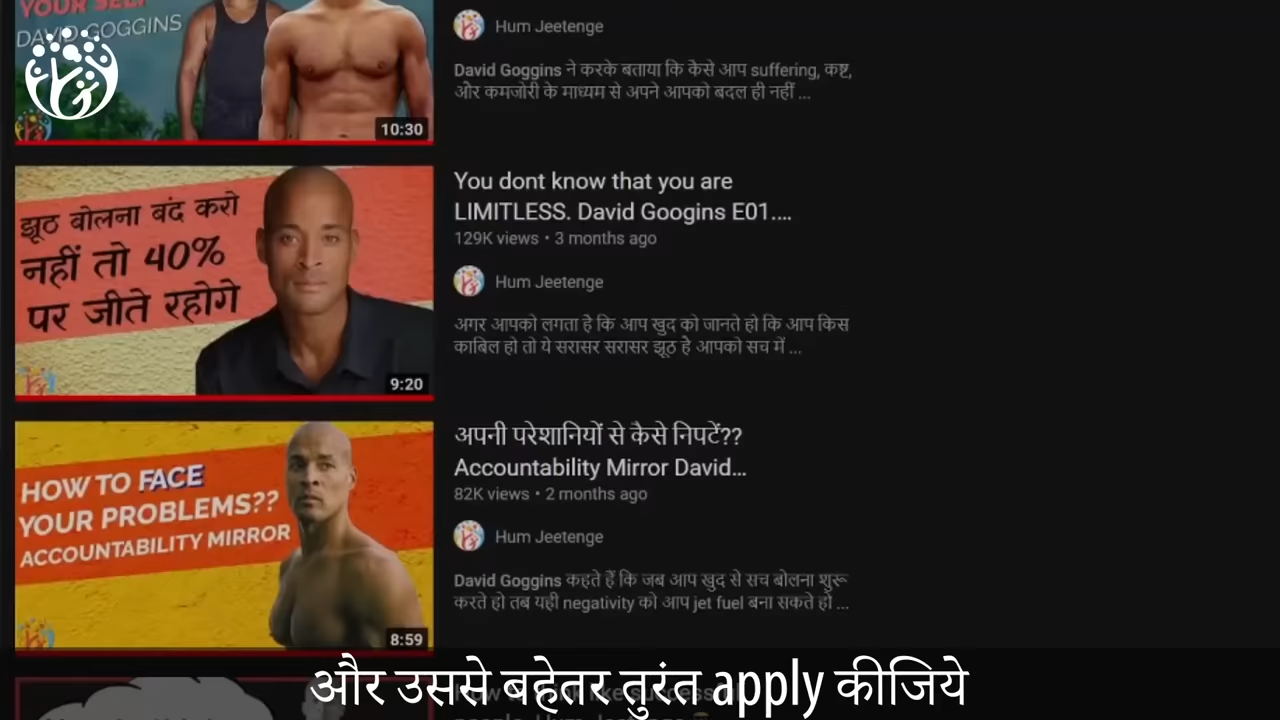 YOUR SELF
DAVID GOGGINS
10:30
Hum Jeetenge
David Goggins ने करके बताया कि कैसे आप suffering, कष्ट,
और कमजोरी के माध्यम से अपने आपको बदल ही नहीं ...
झूठ बोलना बंद करो
नहीं तो 40%
पर जीते रहोगे
9:20
You dont know that you are
LIMITLESS. David Googins E01....
129K views • 3 months ago
Hum Jeetenge
अगर आपको लगता है कि आप खुद को जानते हो कि आप किस
काबिल हो तो ये सरासर सरासर झूठ है आपको सच में ...
HOW TO FACE
YOUR PROBLEMS??
ACCOUNTABILITY MIRROR
8:59
अपनी परेशानियों से कैसे निपटें??
Accountability Mirror David...
82K views • 2 months ago
Hum Jeetenge
David Goggins कहते हैं कि जब आप खुद से सच बोलना शुरू
करते हो तब यही negativity को आप jet fuel बना सकते हो ...
और उससे बहेतर तुरंत apply कीजिये